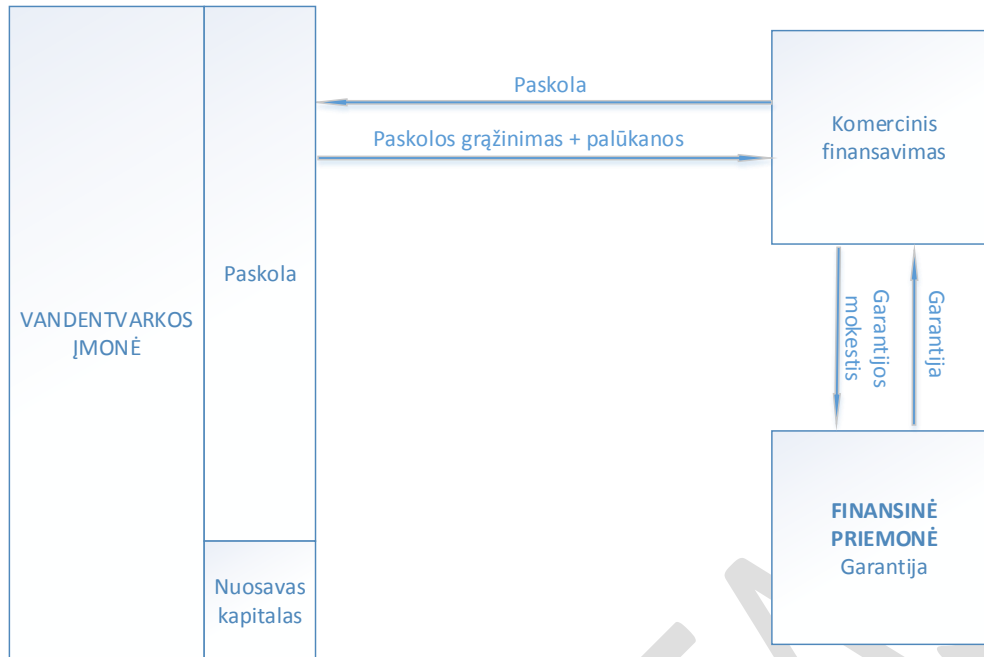 VANDENTVARKOS
ĮMONĖ
Paskola
Nuosavas
kapitalas
Paskola
Paskolos grąžinimas + palūkanos
Komercinis
finansavimas
Garantijos
mokestis
Garantija
FINANSINĖ
PRIEMONĖ
Garantija